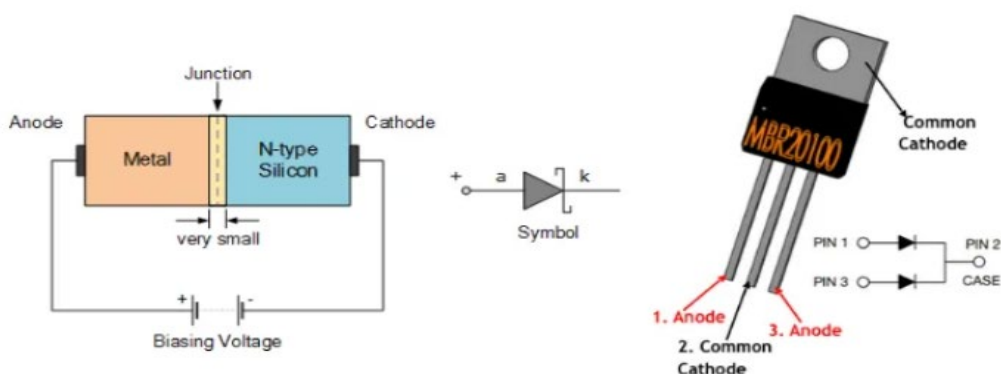 Junction
Anode
Cathode
Metal
N-type
Silicon
very small
+
-
Biasing Voltage
+
a
k
Symbol
MBR20100
Common
Cathode
PIN 1
PIN 2
PIN 3
CASE
1. Anode
3. Anode
2. Common
Cathode